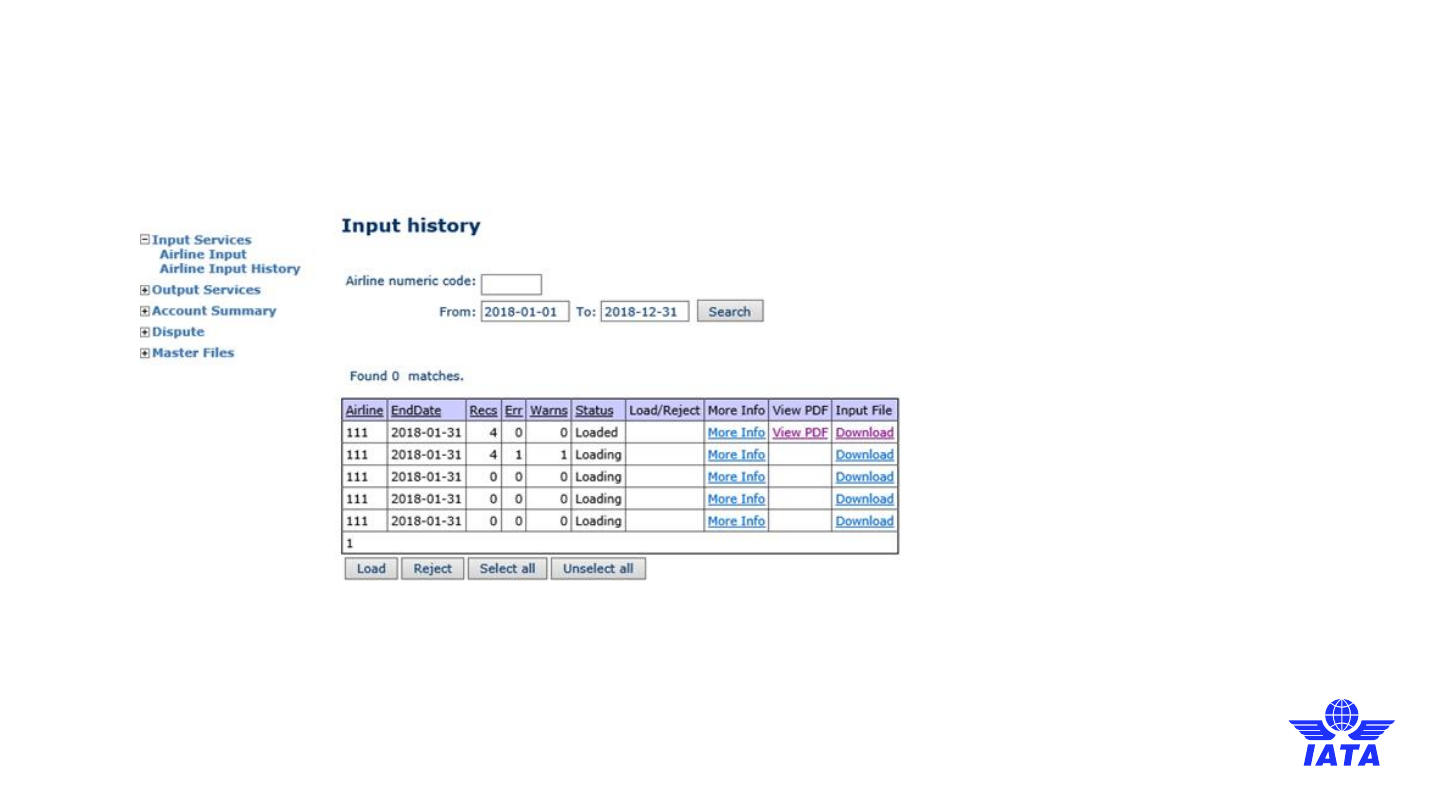 Input history
Input Services
Airline Input
Airline Input History
Output Services
Account Summary
Dispute
Master Files
Airline numeric code:
From: 2018-01-01 To: 2018-12-31 Search
Found 0 matches.
Airline EndDate Recs Err Warns Status Load/Reject More Info View PDF Input File
111 2018-01-31 4 0 0 Loaded More Info View PDF Download
111 2018-01-31 4 1 1 Loading More Info Download
111 2018-01-31 0 0 0 Loading More Info Download
111 2018-01-31 0 0 0 Loading More Info Download
111 2018-01-31 0 0 0 Loading More Info Download
1
Load Reject Select all Unselect all
IATA